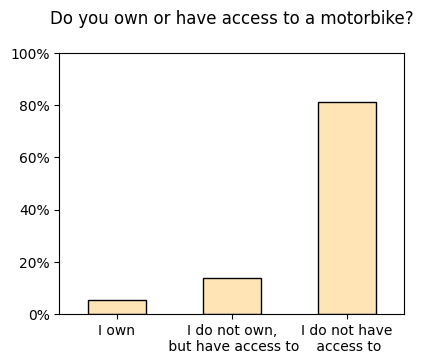 Do you own or have access to a motorbike?
100%
80%
60%
40%
20%
0%
I own
I do not own,
but have access to
I do not have
access to